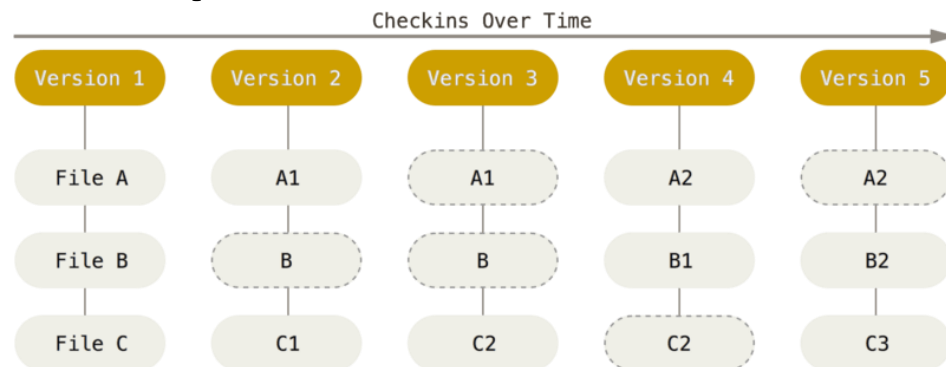 Checkins Over Time
Version 1 Version 2 Version 3 Version 4 Version 5
File A A1 A1 A2 A2
File B B B B1 B2
File C C1 C2 C2 C3